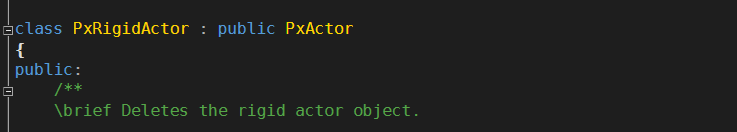 class PxRigidActor : public PxActor
{
public:
/**
\brief Deletes the rigid actor object.